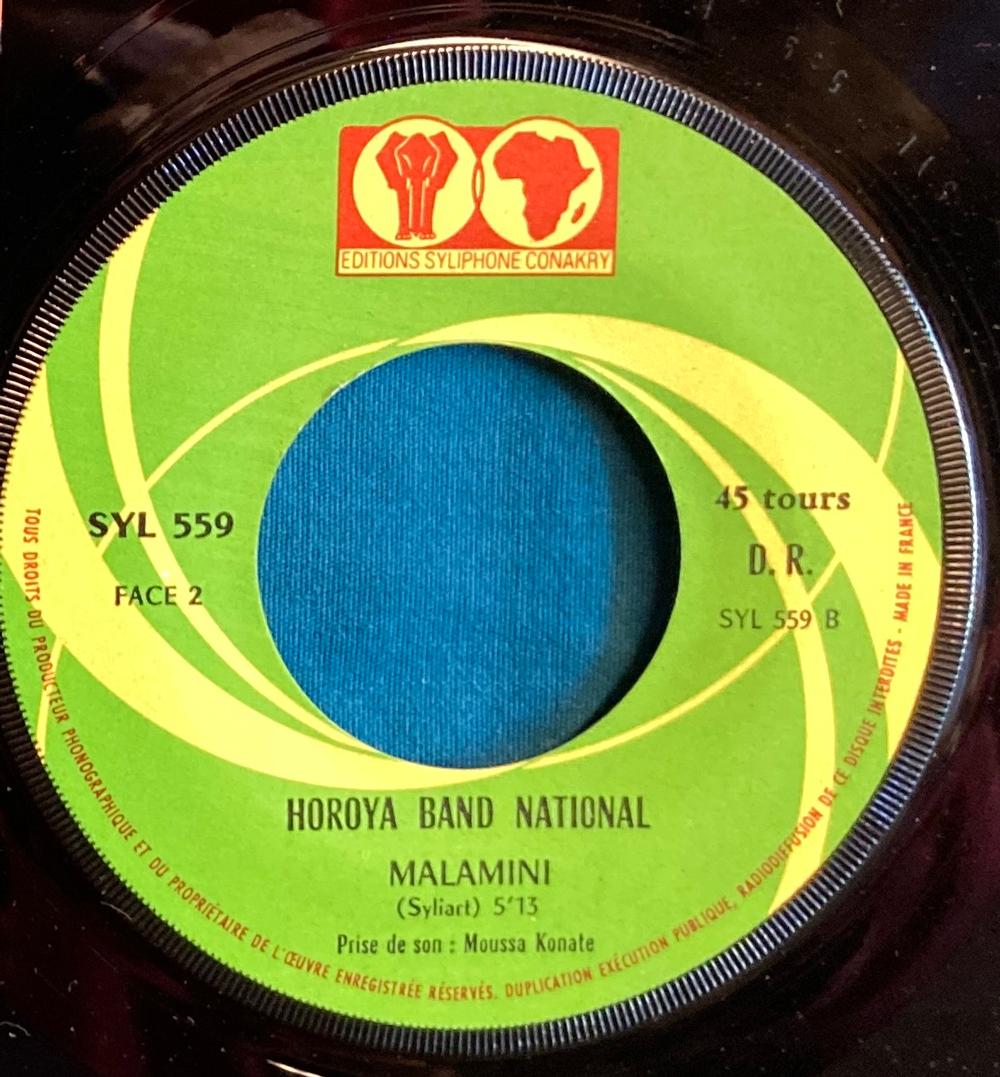 EDITIONS SYLIPHONE CONAKRY
SYL 559
FACE 2
45 tours
D. R.
SYL 559 B
HOROYA BAND NATIONAL
MALAMINI
(Syliart) 5'13
Prise de son : Moussa Konate
TOUS DROITS DU PRODUCTEUR PHONOGRAPHIQUE ET DU PROPRIÉTAIRE DE L'ŒUVRE ENREGISTRÉE RÉSERVÉS. DUPLICATION EXÉCUTION PUBLIQUE, RADIODIFFUSION DE CE DISQUE INTERDITES - MADE IN FRANCE